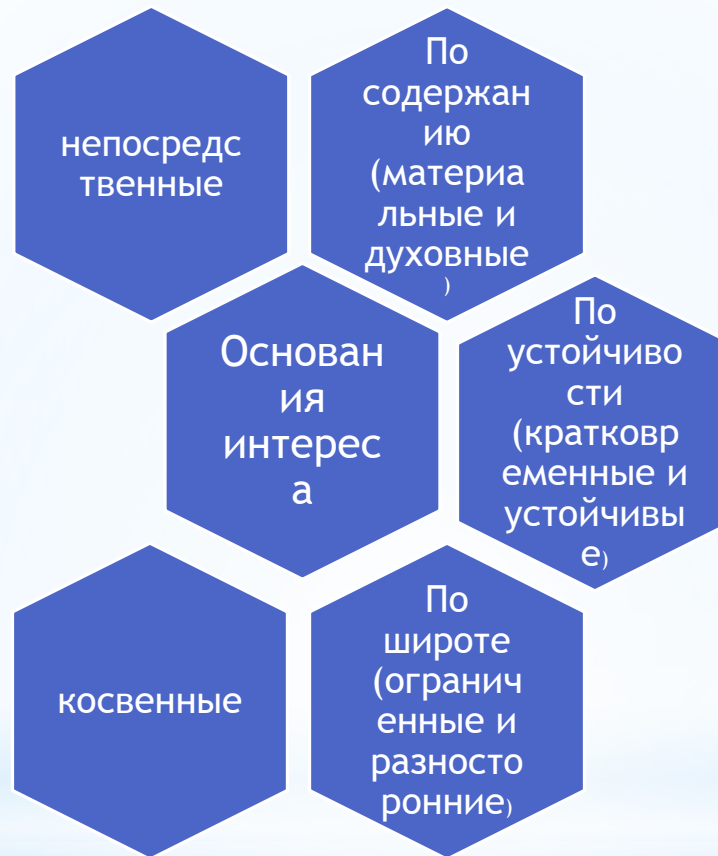 непосредс
твенные
По
содержан
ию
(материа
льные и
духовные
)
Основан
ия
интерес
а
По
устойчиво
сти
(кратковр
еменные и
устойчивы
е)
косвенные
По
широте
(огранич
енные и
разносто
ронние)